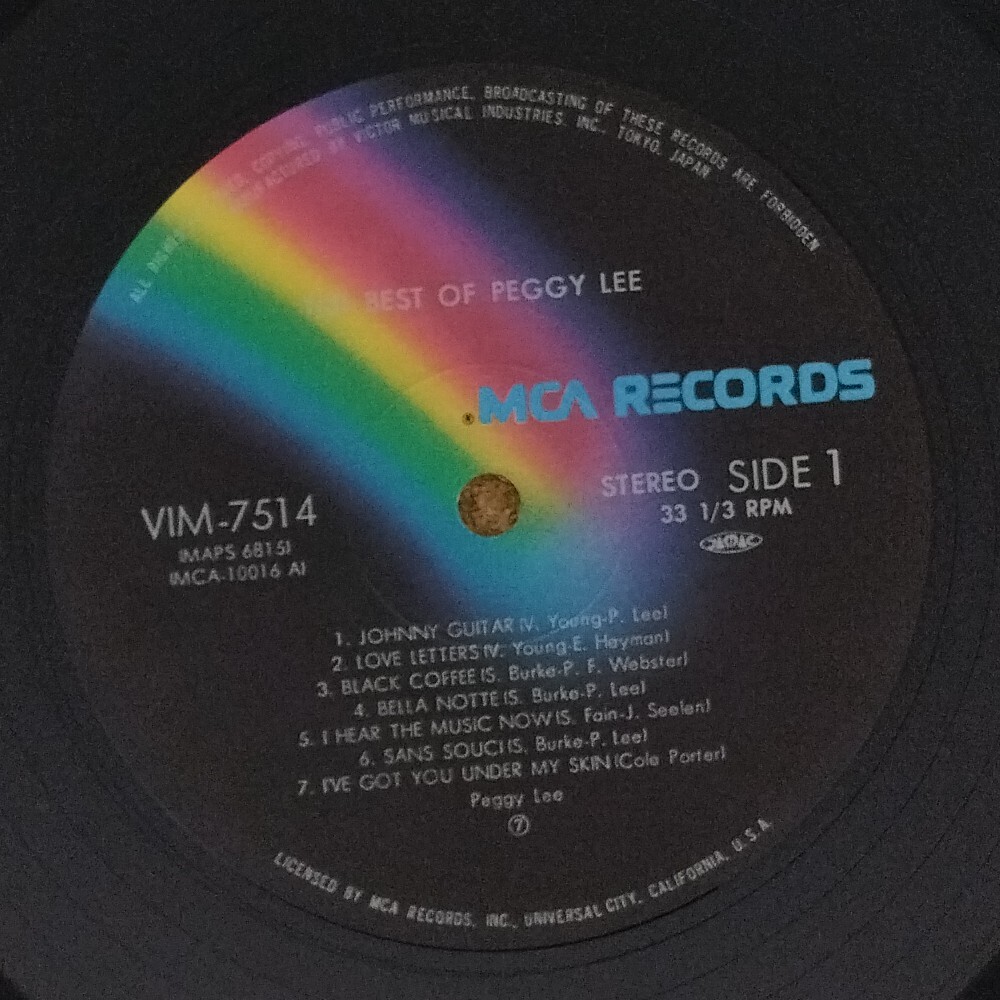 ALL RIGHTS COPYING, PUBLIC PERFORMANCE, BROADCASTING OF THESE RECORDS ARE FORBIDDEN
MANUFACTURED BY VICTOR MUSICAL INDUSTRIES, INC., TOKYO, JAPAN
BEST OF PEGGY LEE
MCA RECORDS
STEREO SIDE 1
33 1/3 RPM
VIM-7514
(MAPS 6815)
(MCA-10016 A)
1. JOHNNY GUITAR (V. Young-P. Lee)
2. LOVE LETTERS (V. Young-E. Heyman)
3. BLACK COFFEE (S. Burke-P. F. Webster)
4. BELLA NOTTE (S. Burke-P. Lee)
5. I HEAR THE MUSIC NOW (S. Fain-J. Seelen)
6. SANS SOUCI (S. Burke-P. Lee)
7. I'VE GOT YOU UNDER MY SKIN (Cole Porter)
Peggy Lee
⑦
LICENSED BY MCA RECORDS, INC., UNIVERSAL CITY, CALIFORNIA, U.S.A.